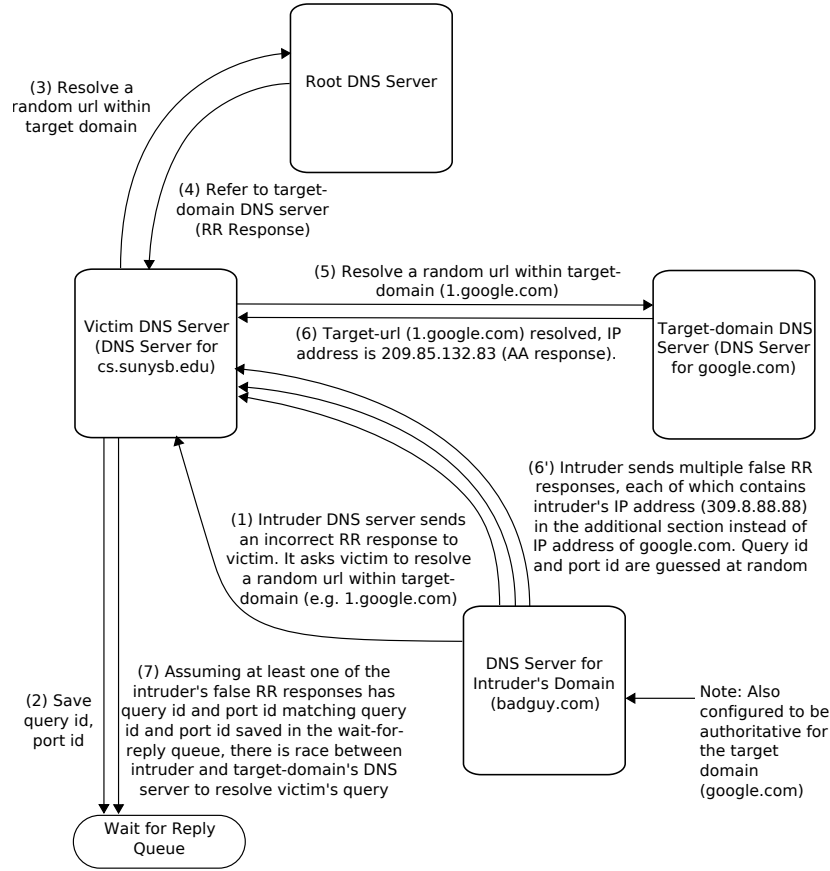 Root DNS Server
(3) Resolve a
random url within
target domain
(4) Refer to target-
domain DNS server
(RR Response)
(5) Resolve a random url within target-
domain (1.google.com)
Victim DNS Server
(DNS Server for
cs.sunysb.edu)
(6) Target-url (1.google.com) resolved, IP
address is 209.85.132.83 (AA response).
Target-domain DNS
Server (DNS Server
for google.com)
(6') Intruder sends multiple false RR
responses, each of which contains
intruder's IP address (309.8.88.88)
in the additional section instead of
IP address of google.com. Query id
and port id are guessed at random
(1) Intruder DNS server sends
an incorrect RR response to
victim. It asks victim to resolve
a random url within target-
domain (e.g. 1.google.com)
DNS Server for
Intruder's Domain
(badguy.com)
(2) Save
query id,
port id
(7) Assuming at least one of the
intruder's false RR responses has
query id and port id matching query
id and port id saved in the wait-for-
reply queue, there is race between
intruder and target-domain's DNS
server to resolve victim's query
Note: Also
configured to be
authoritative for
the target
domain
(google.com)
Wait for Reply
Queue